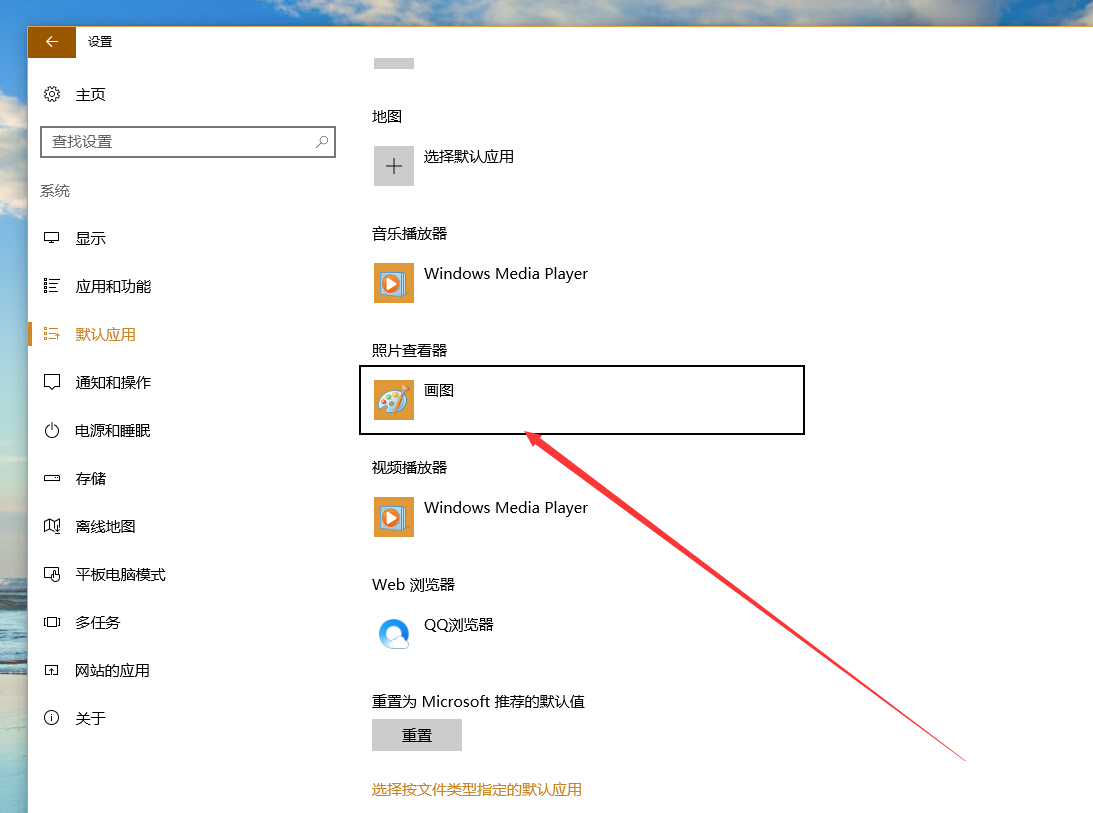 设置
主页
查找设置
系统
显示
应用和功能
默认应用
通知和操作
电源和睡眠
存储
离线地图
平板电脑模式
多任务
网站的应用
关于
地图
选择默认应用
音乐播放器
Windows Media Player
照片查看器
画图
视频播放器
Windows Media Player
Web 浏览器
QQ浏览器
重置为 Microsoft 推荐的默认值
重置
选择按文件类型指定的默认应用